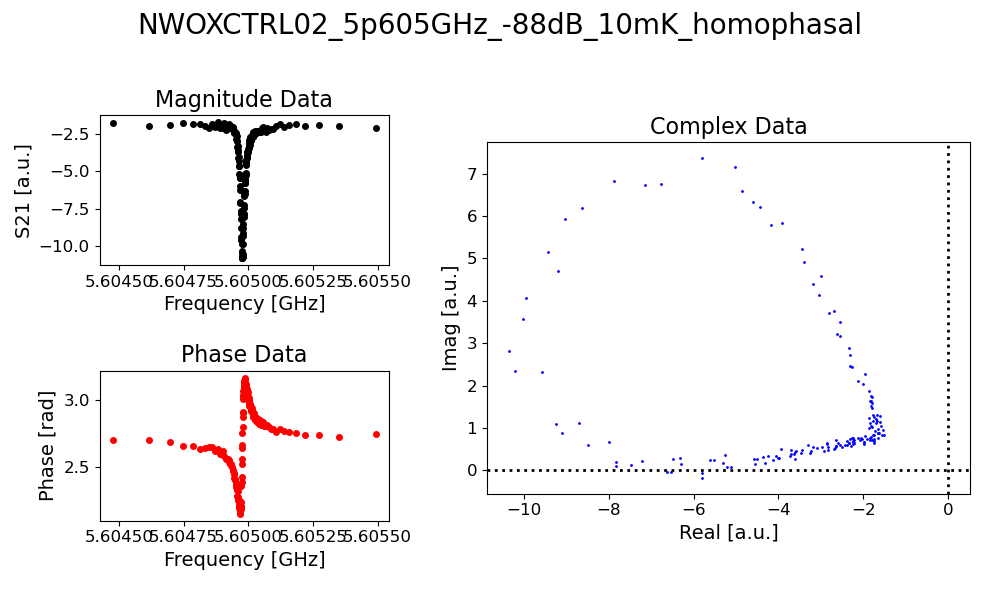 NWOXCTRL02_5p605GHz_-88dB_10mK_homophasal
Magnitude Data
S21 [a.u.]
−2.5
−5.0
−7.5
−10.0
5.60450 5.60475 5.60500 5.60525 5.60550
Frequency [GHz]
Phase Data
Phase [rad]
3.0
2.5
5.60450 5.60475 5.60500 5.60525 5.60550
Frequency [GHz]
Complex Data
Imag [a.u.]
7
6
5
4
3
2
1
0
−10 −8 −6 −4 −2 0
Real [a.u.]